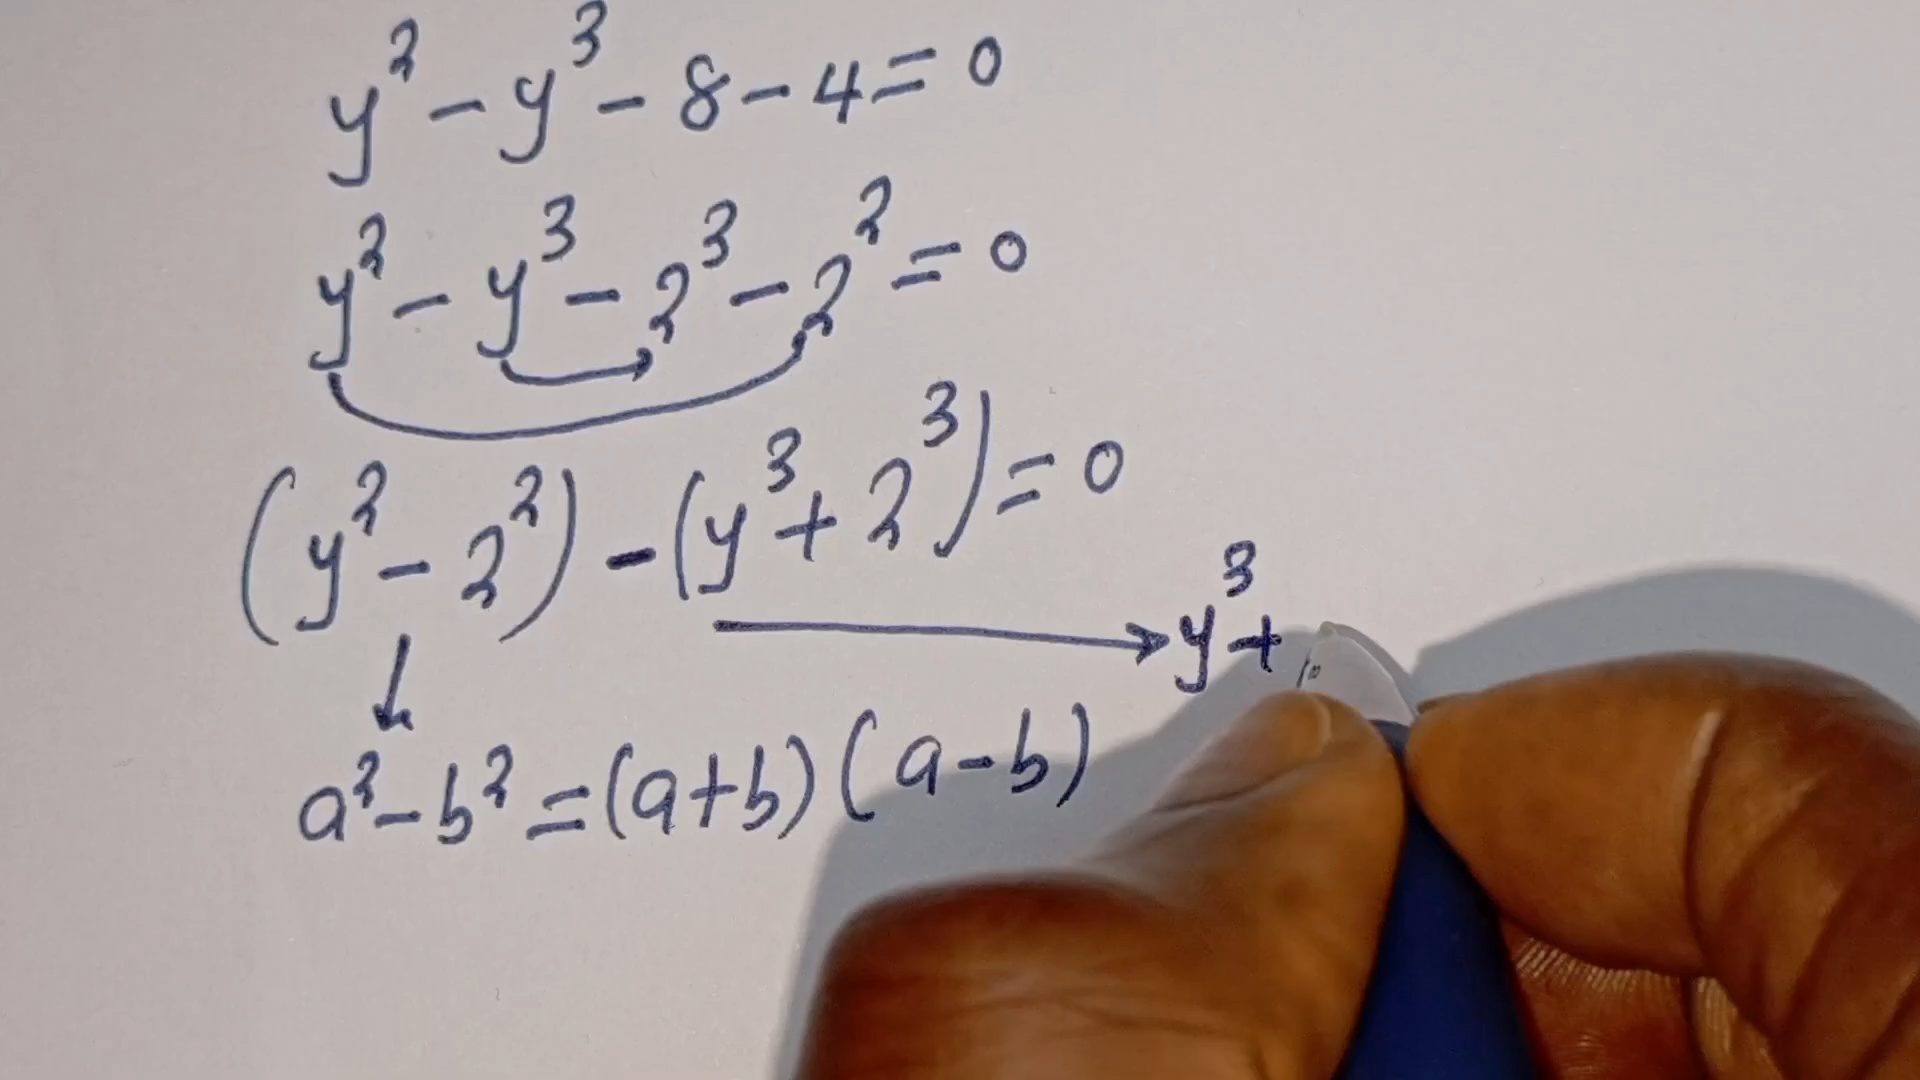 y² - y³ - 8 - 4 = 0
y² - y³ - 2³ - 2² = 0
(y² - 2²) - (y³ + 2³) = 0
y³ +
a² - b² = (a+b)(a-b)